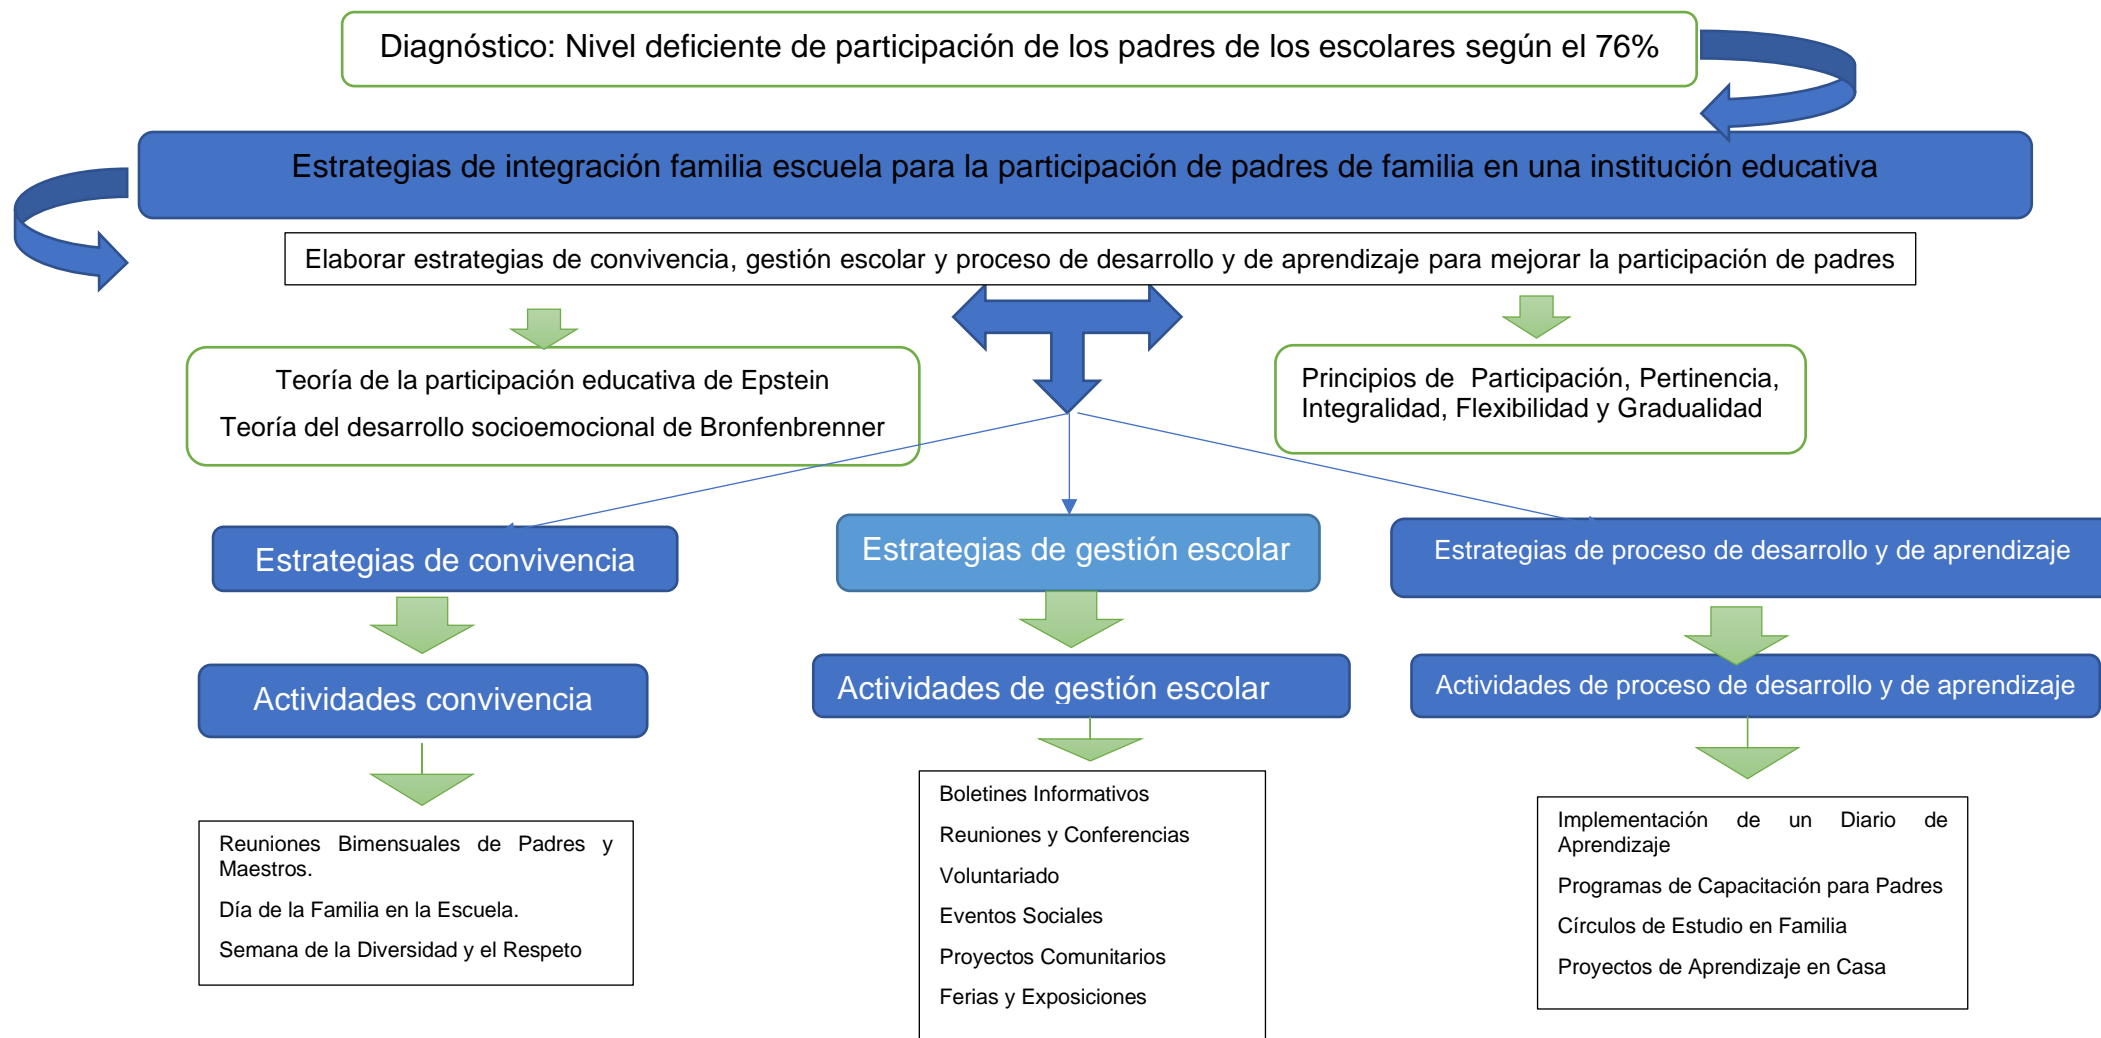 Diagnóstico: Nivel deficiente de participación de los padres de los escolares según el 76%
Estrategias de integración familia escuela para la participación de padres de familia en una institución educativa
Elaborar estrategias de convivencia, gestión escolar y proceso de desarrollo y de aprendizaje para mejorar la participación de padres
Teoría de la participación educativa de Epstein
Teoría del desarrollo socioemocional de Bronfenbrenner
Principios de Participación, Pertinencia,
Integralidad, Flexibilidad y Gradualidad
Estrategias de convivencia
Estrategias de gestión escolar
Estrategias de proceso de desarrollo y de aprendizaje
Actividades convivencia
Actividades de gestión escolar
Actividades de proceso de desarrollo y de aprendizaje
Reuniones Bimensuales de Padres y
Maestros.
Día de la Familia en la Escuela.
Semana de la Diversidad y el Respeto
Boletines Informativos
Reuniones y Conferencias
Voluntariado
Eventos Sociales
Proyectos Comunitarios
Ferias y Exposiciones
Implementación de un Diario de
Aprendizaje
Programas de Capacitación para Padres
Círculos de Estudio en Familia
Proyectos de Aprendizaje en Casa